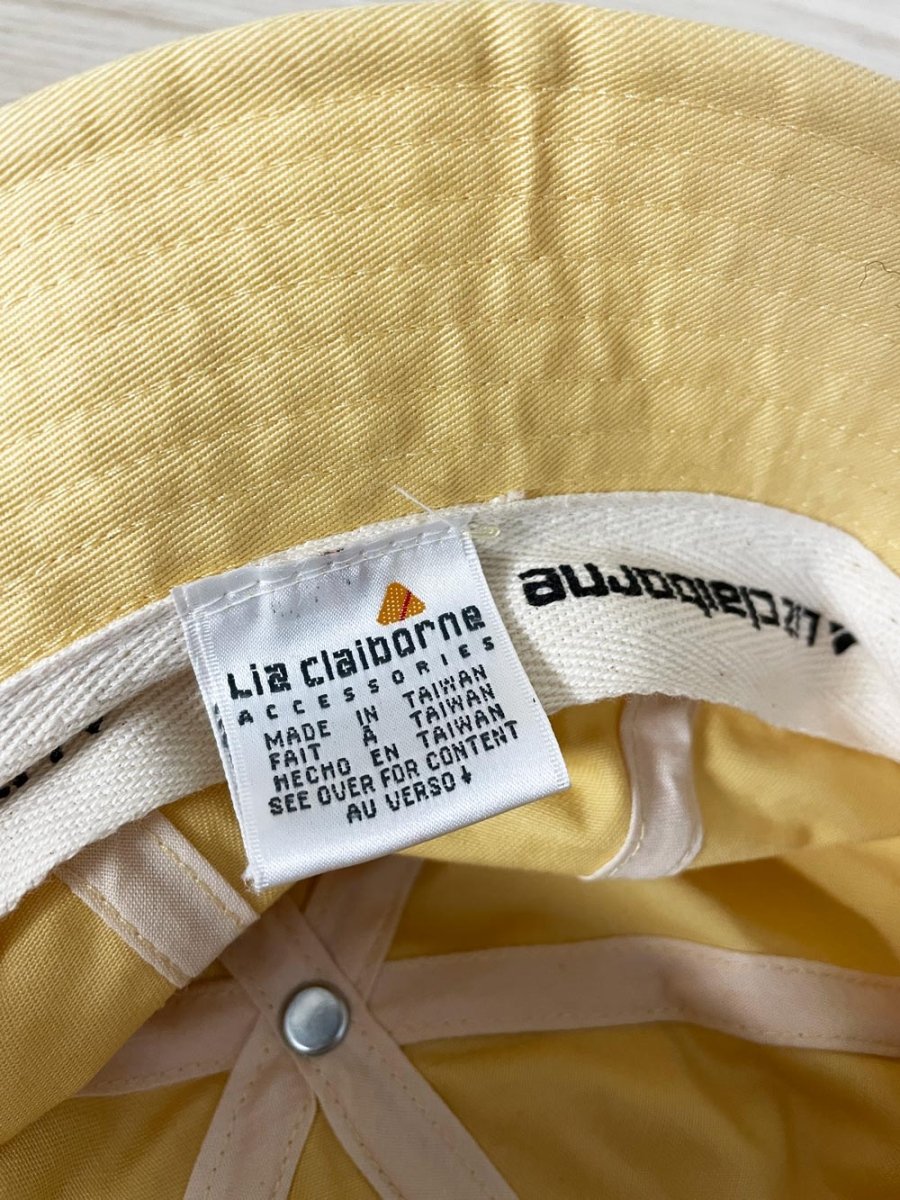 Liz claiborne
ACCESSORIES
MADE IN TAIWAN
FAIT À TAIWAN
HECHO EN TAIWAN
SEE OVER FOR CONTENT
AU VERSO↓
Liz claiborne